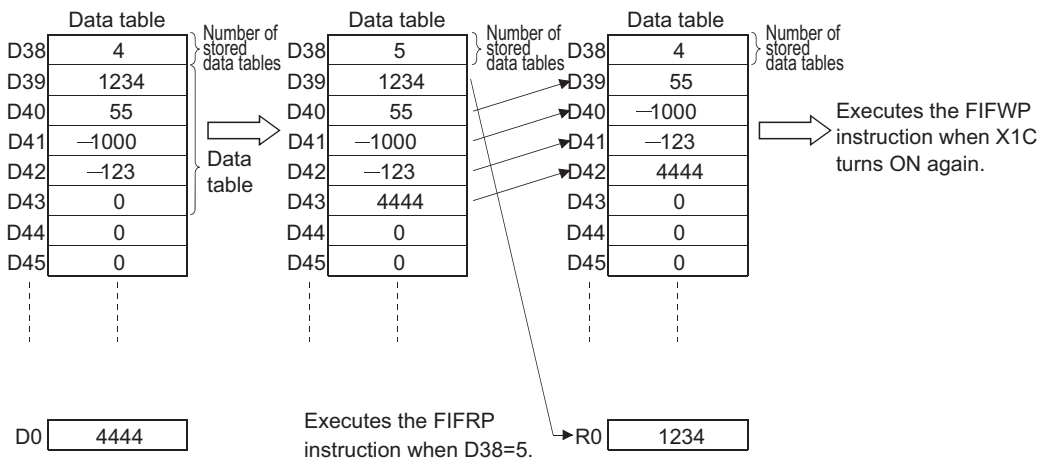 Data table
Number of
stored
data tables
D38 4
D39 1234
D40 55
D41 —1000
D42 —123
D43 0
D44 0
D45 0
Data
table
D0 4444
Data table
Number of
stored
data tables
D38 5
D39 1234
D40 55
D41 —1000
D42 —123
D43 4444
D44 0
D45 0
Executes the FIFRP
instruction when D38=5.
Data table
Number of
stored
data tables
D38 4
D39 55
D40 —1000
D41 —123
D42 4444
D43 0
D44 0
D45 0
R0 1234
Executes the FIFWP
instruction when X1C
turns ON again.